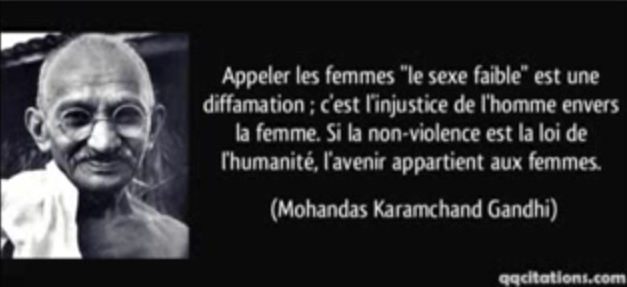 Appeler les femmes "le sexe faible" est une
diffamation ; c'est l'injustice de l'homme envers
la femme. Si la non-violence est la loi de
l'humanité, l'avenir appartient aux femmes.
(Mohandas Karamchand Gandhi)
qqcitations.com